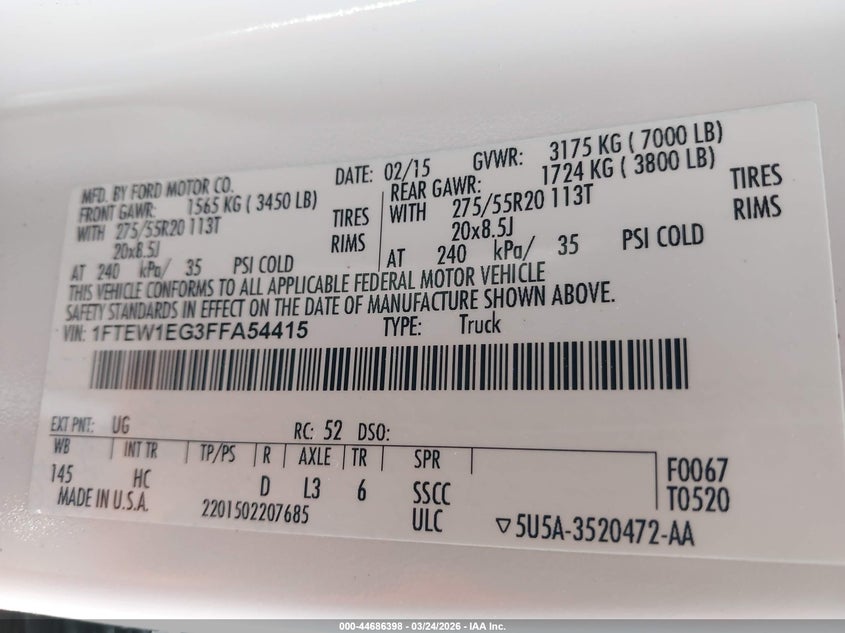 MFD. BY FORD MOTOR CO.
DATE: 02/15 GVWR: 3175 KG ( 7000 LB)
FRONT GAWR: 1565 KG ( 3450 LB)
REAR GAWR: 1724 KG ( 3800 LB)
WITH 275/55R20 113T TIRES
WITH 275/55R20 113T TIRES
20x8.5J RIMS
20x8.5J RIMS
AT 240 kPa/ 35 PSI COLD
AT 240 kPa/ 35 PSI COLD
THIS VEHICLE CONFORMS TO ALL APPLICABLE FEDERAL MOTOR VEHICLE
SAFETY STANDARDS IN EFFECT ON THE DATE OF MANUFACTURE SHOWN ABOVE.
VIN: 1FTEW1EG3FFA54415 TYPE: Truck
EXT PNT: UG RC: 52 DSO:
WB INT TR TP/PS R AXLE TR SPR
145 HC D L3 6 SSCC
F0067
T0520
MADE IN U.S.A. 2201502207685 ULC ▽5U5A-3520472-AA
000-44686398 - 03/24/2026 - IAA Inc.